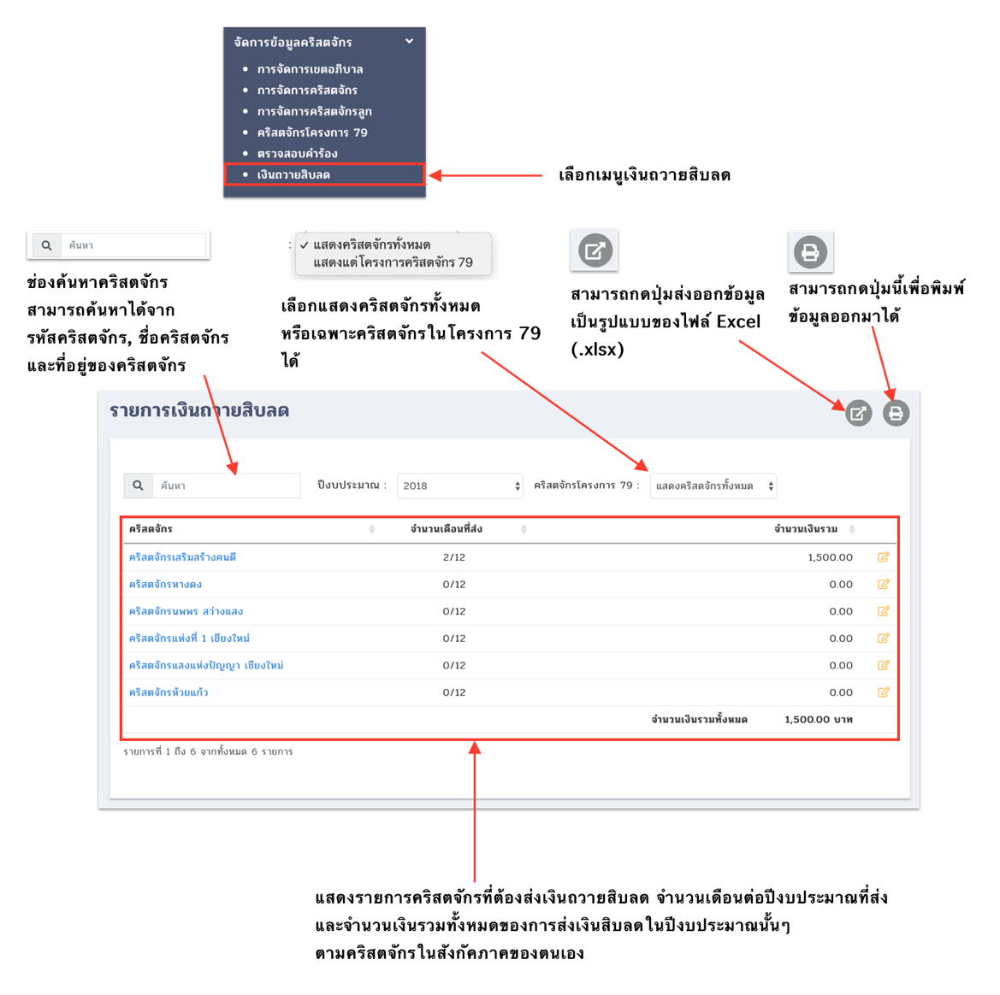 จัดการข้อมูลคริสตจักร
การจัดการเขตอภิบาล
การจัดการคริสตจักร
การจัดการคริสตจักรลูก
คริสตจักรโครงการ 79
ตรวจสอบคำร้อง
เงินถวายสิบลด
เลือกเมนูเงินถวายสิบลด
ค้นหา
ช่องค้นหาคริสตจักร
สามารถค้นหาได้จาก
รหัสคริสตจักร, ชื่อคริสตจักร
และที่อยู่ของคริสตจักร
: ✓ แสดงคริสตจักรทั้งหมด
แสดงแต่โครงการคริสตจักร 79
เลือกแสดงคริสตจักรทั้งหมด
หรือเฉพาะคริสตจักรในโครงการ 79
ได้
สามารถกดปุ่มส่งออกข้อมูล
เป็นรูปแบบของไฟล์ Excel
(.xlsx)
สามารถกดปุ่มนี้เพื่อพิมพ์
ข้อมูลออกมาได้
รายการเงินถวายสิบลด
ค้นหา ปีงบประมาณ : 2018 คริสตจักรโครงการ 79 : แสดงคริสตจักรทั้งหมด
คริสตจักร จำนวนเดือนที่ส่ง จำนวนเงินรวม
คริสตจักรเสริมสร้างคนดี 2/12 1,500.00
คริสตจักรหางดง 0/12 0.00
คริสตจักรนพพร สว่างแสง 0/12 0.00
คริสตจักรแห่งที่ 1 เชียงใหม่ 0/12 0.00
คริสตจักรแสงแห่งปัญญา เชียงใหม่ 0/12 0.00
คริสตจักรห้วยแก้ว 0/12 0.00
จำนวนเงินรวมทั้งหมด 1,500.00 บาท
รายการที่ 1 ถึง 6 จากทั้งหมด 6 รายการ
แสดงรายการคริสตจักรที่ต้องส่งเงินถวายสิบลด จำนวนเดือนต่อปีงบประมาณที่ส่ง
และจำนวนเงินรวมทั้งหมดของการส่งเงินสิบลดในปีงบประมาณนั้นๆ
ตามคริสตจักรในสังกัดภาคของตนเอง